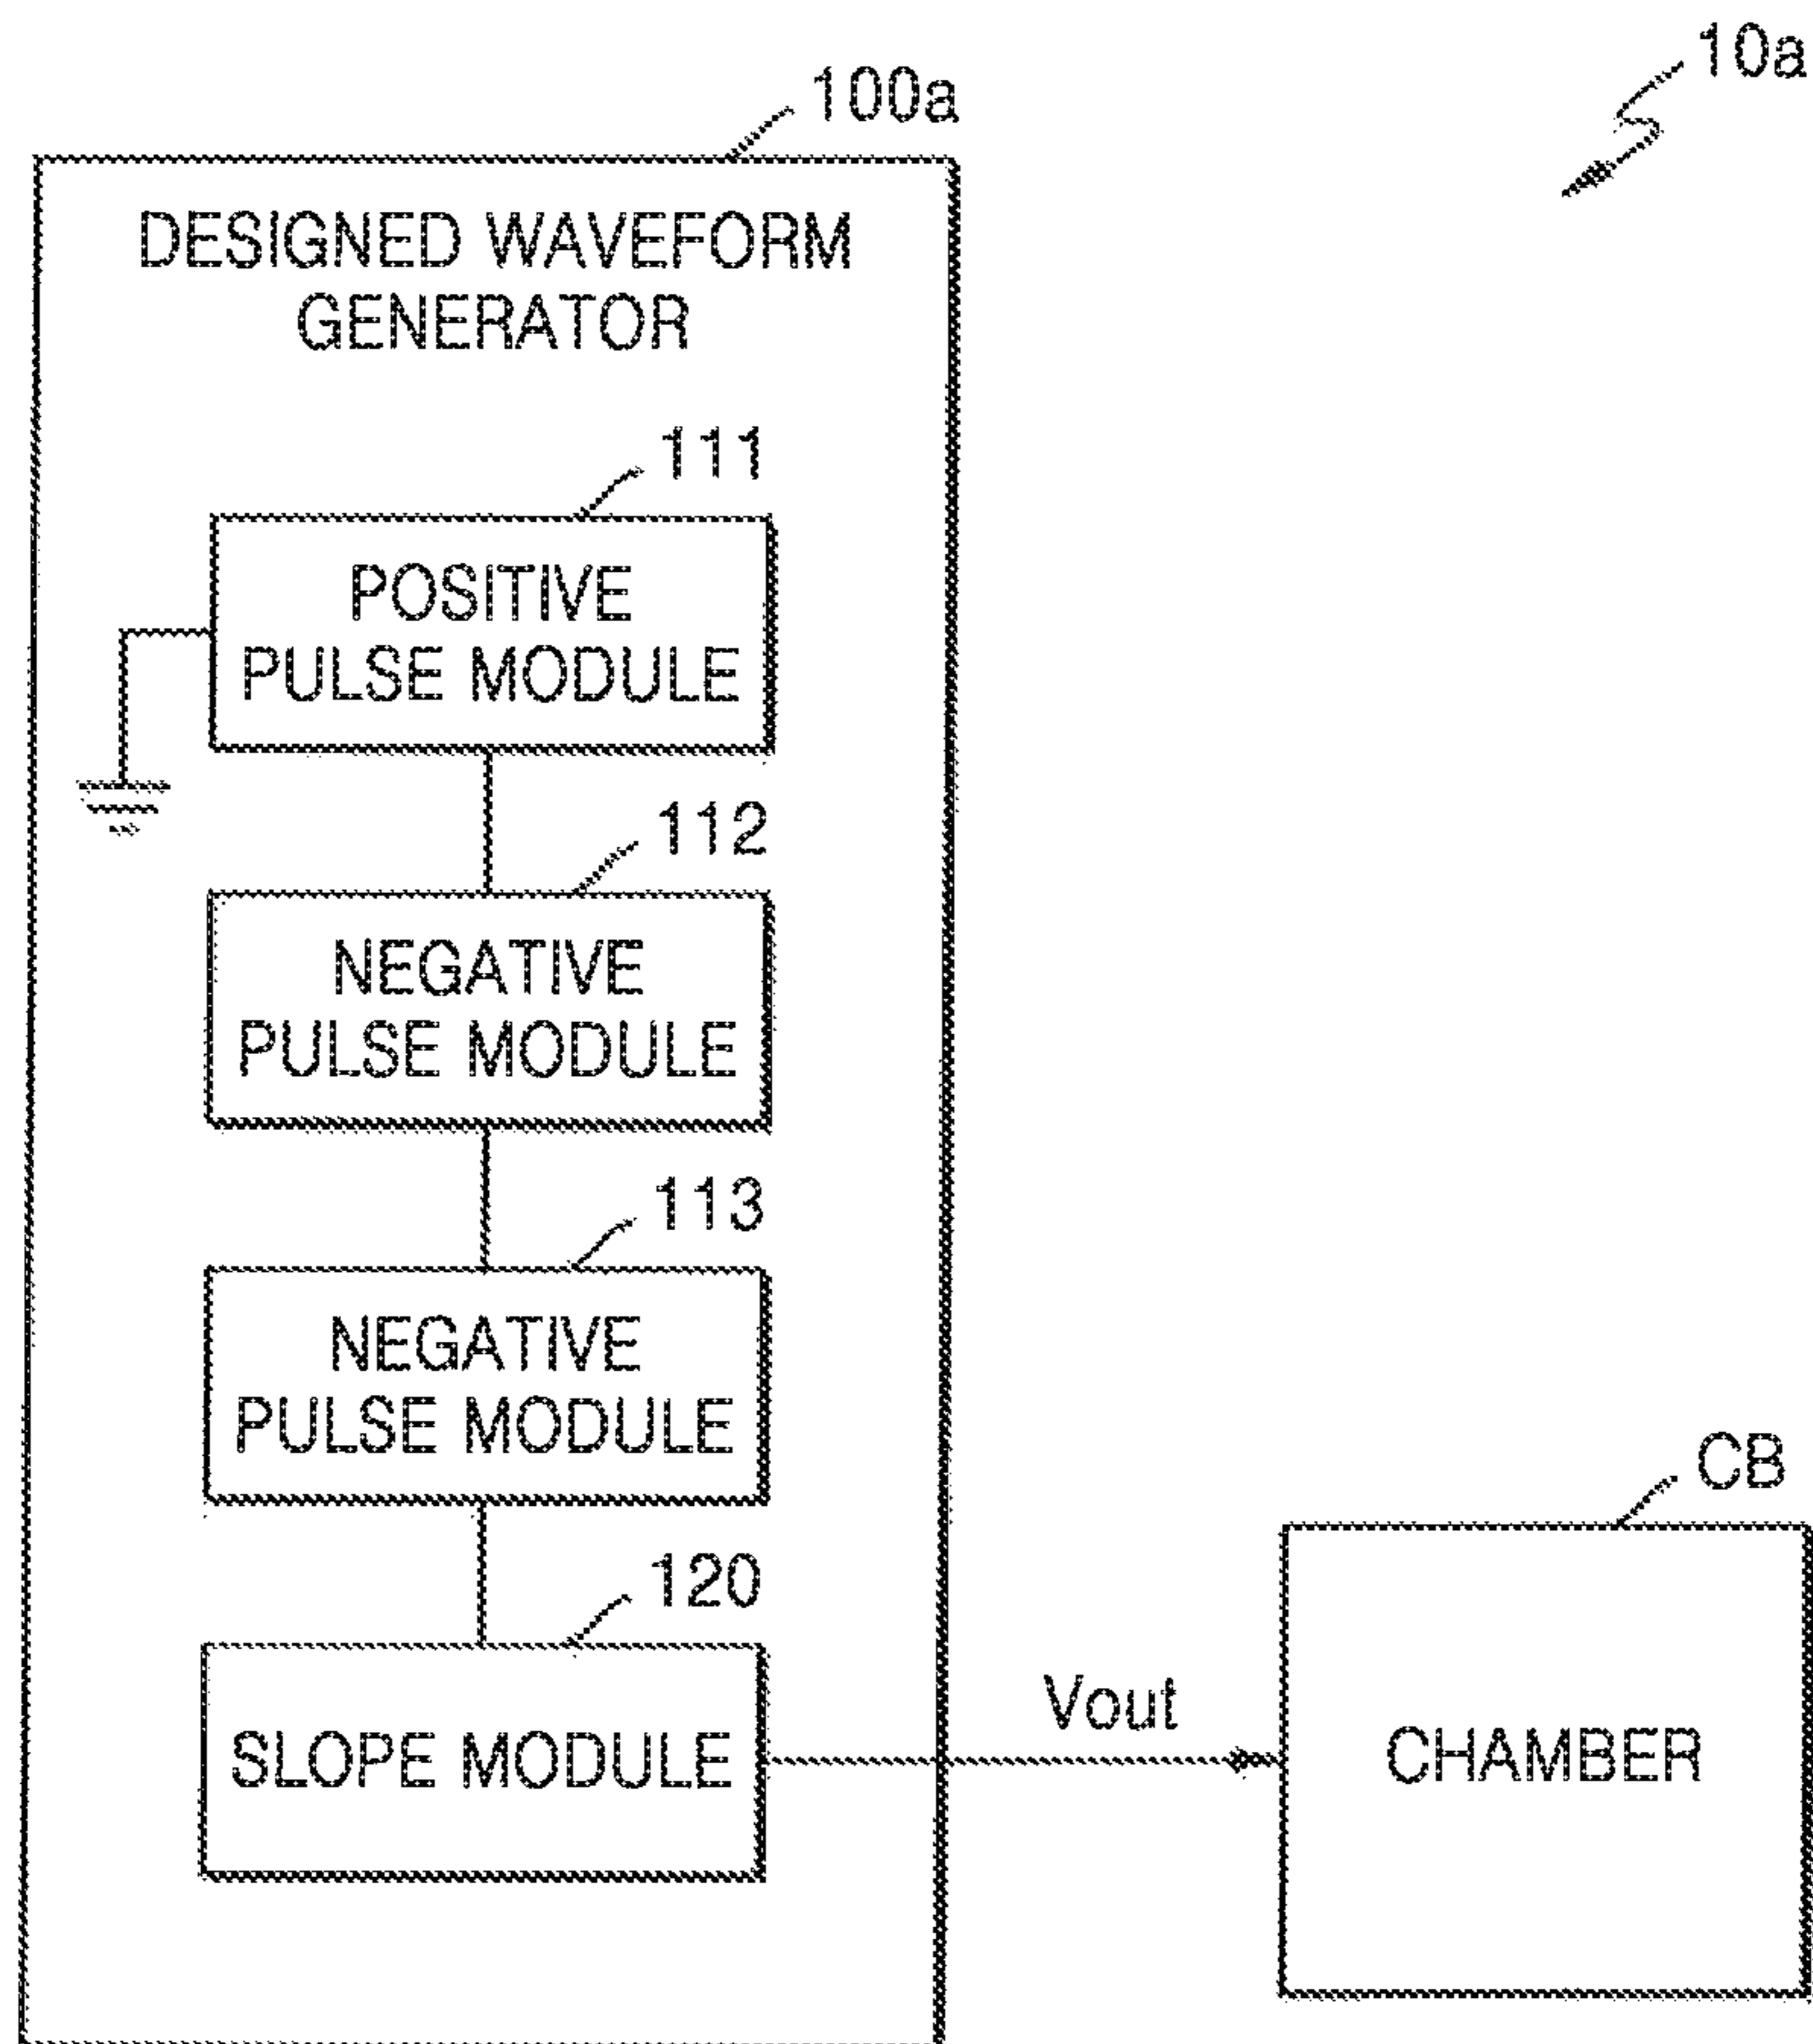 10a
100a
DESIGNED WAVEFORM
GENERATOR
111
POSITIVE
PULSE MODULE
112
NEGATIVE
PULSE MODULE
113
NEGATIVE
PULSE MODULE
120
SLOPE MODULE
Vout
CB
CHAMBER